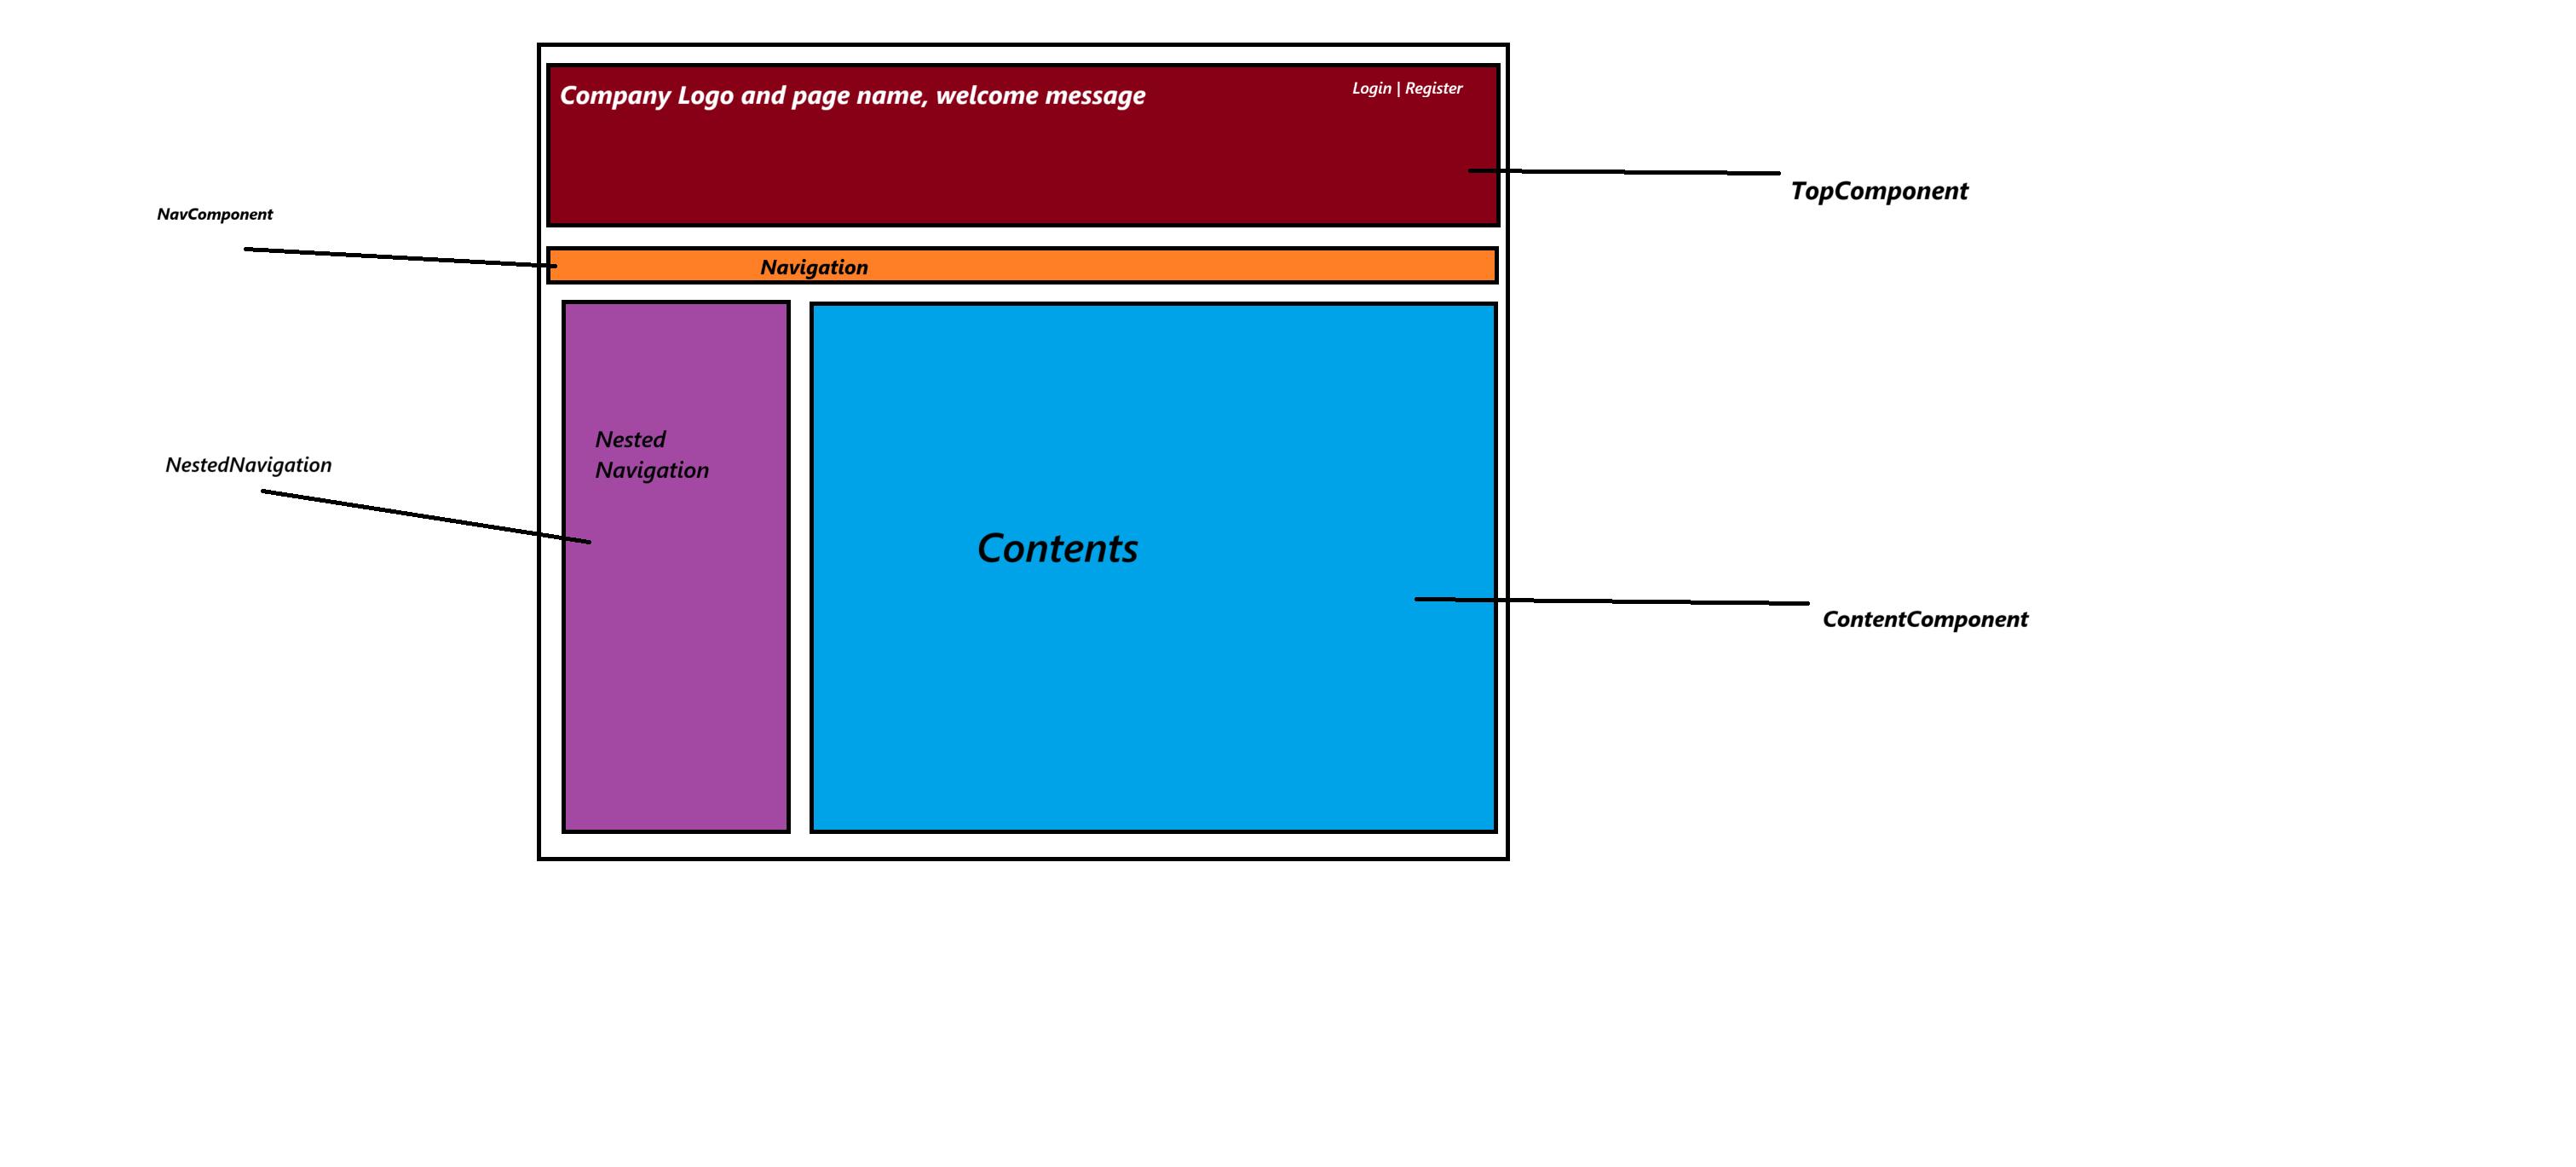 Company Logo and page name, welcome message
Login | Register
TopComponent
NavComponent
Navigation
Nested
Navigation
NestedNavigation
Contents
ContentComponent